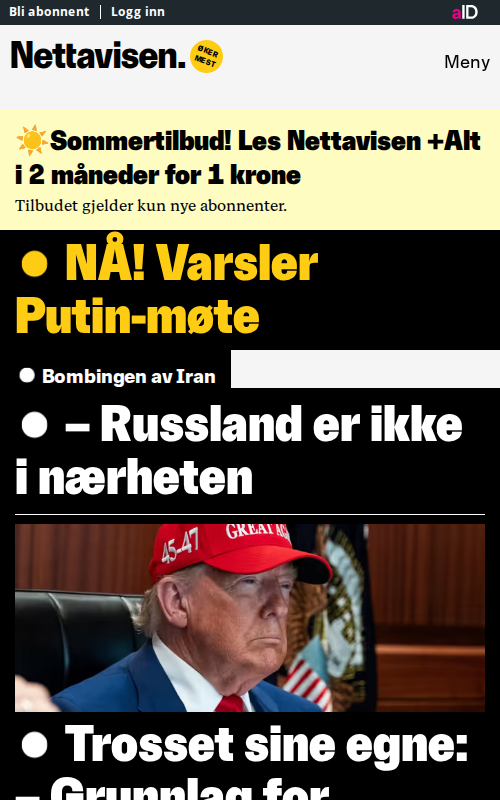 Bli abonnent | Logg inn
aID
Nettavisen.
ØKER
MEST
Meny
☀️Sommertilbud! Les Nettavisen +Alt
i 2 måneder for 1 krone
Tilbudet gjelder kun nye abonnenter.
● NÅ! Varsler
Putin-møte
● Bombingen av Iran
● – Russland er ikke
i nærheten
45-47
GREAT AG
● Trosset sine egne:
– Grunnlag for